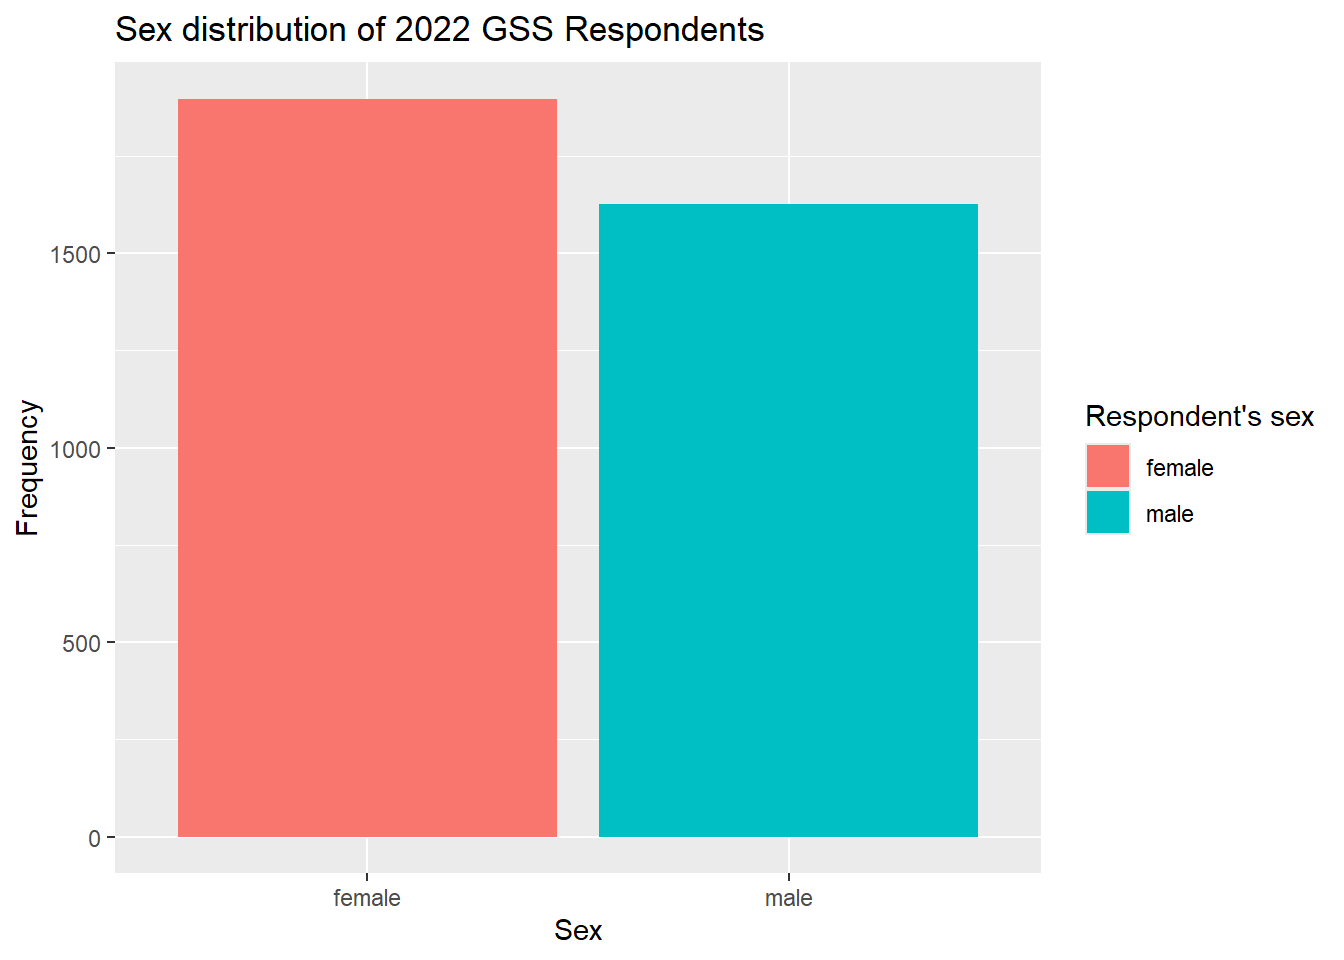 Sex distribution of 2022 GSS Respondents
Frequency
1500
1000
500
0
female
male
Sex
Respondent's sex
female
male